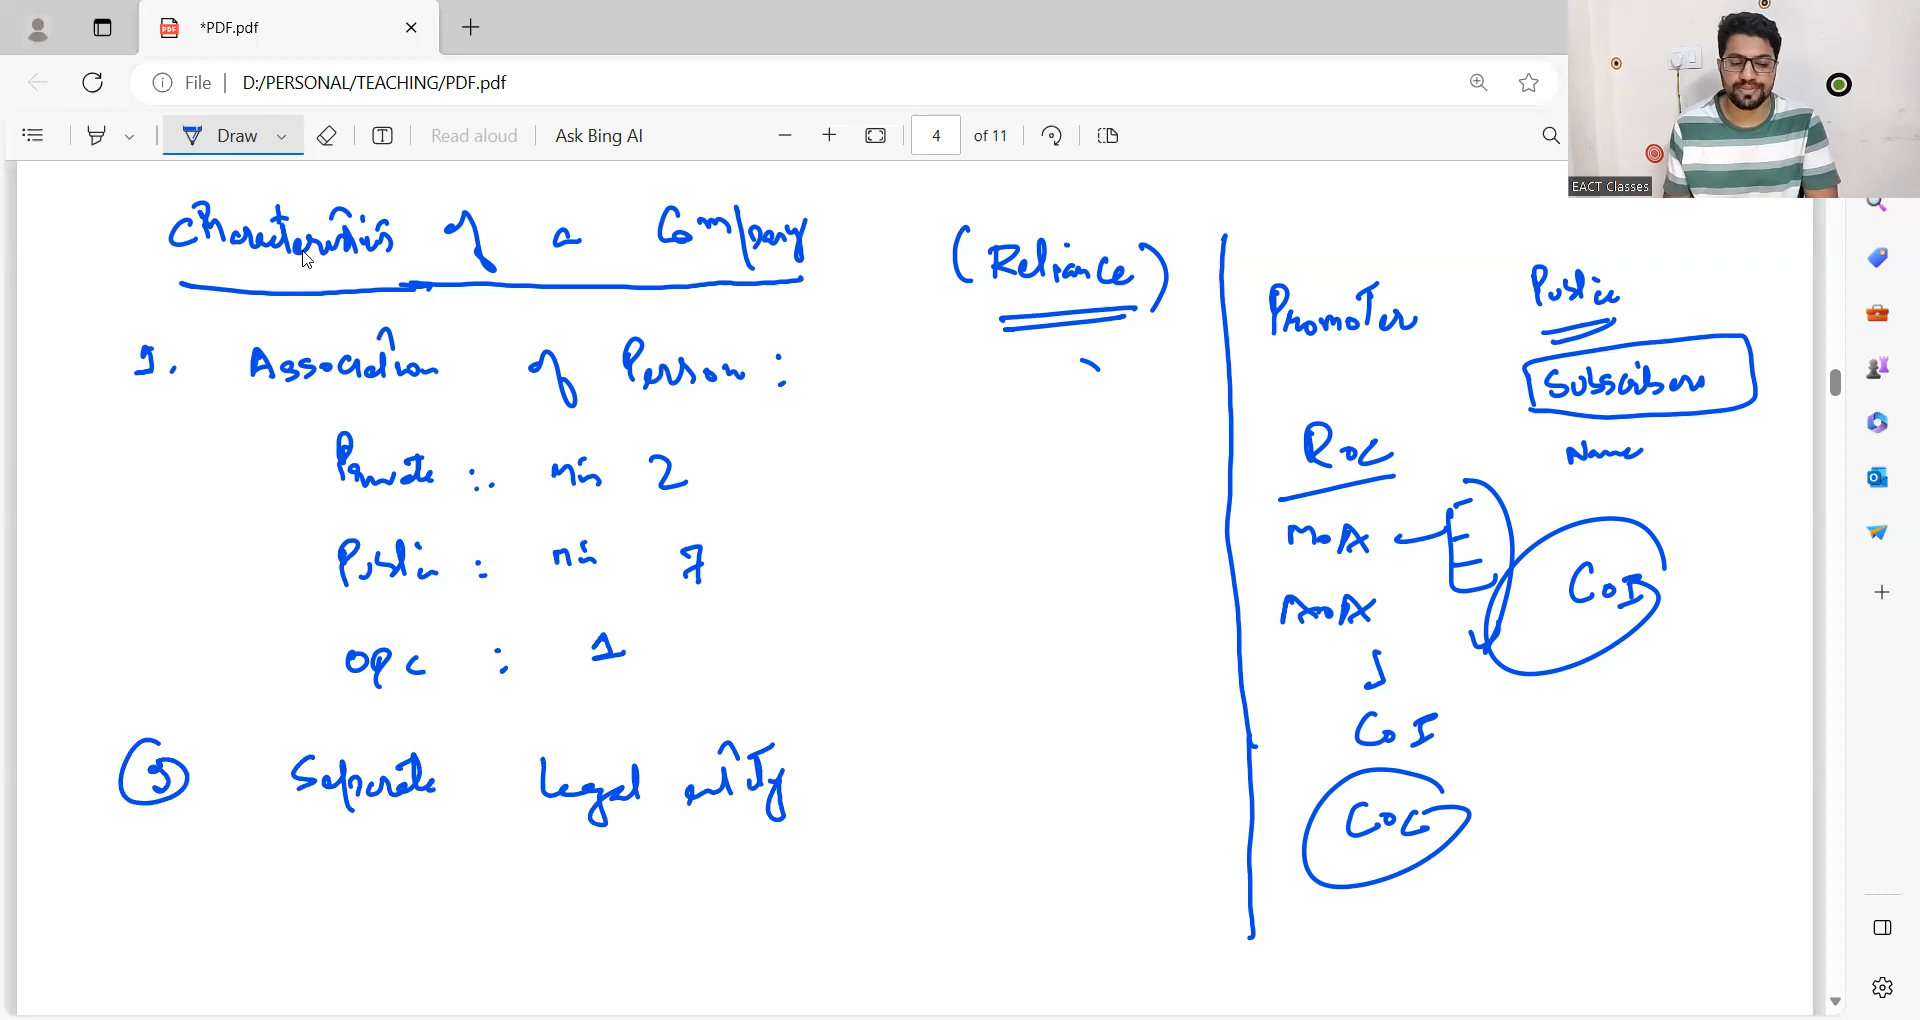 *PDF.pdf
File | D:/PERSONAL/TEACHING/PDF.pdf
Draw
Read aloud
Ask Bing AI
4 of 11
EACT Classes
Characteristics of a Company
(Reliance)
1. Association of Person :
Private : min 2
Public : min 7
OPC : 1
Separate legal entity
Promoter
Public
Subscribers
ROC
Name
MOA
AOA
COI
COI
COC